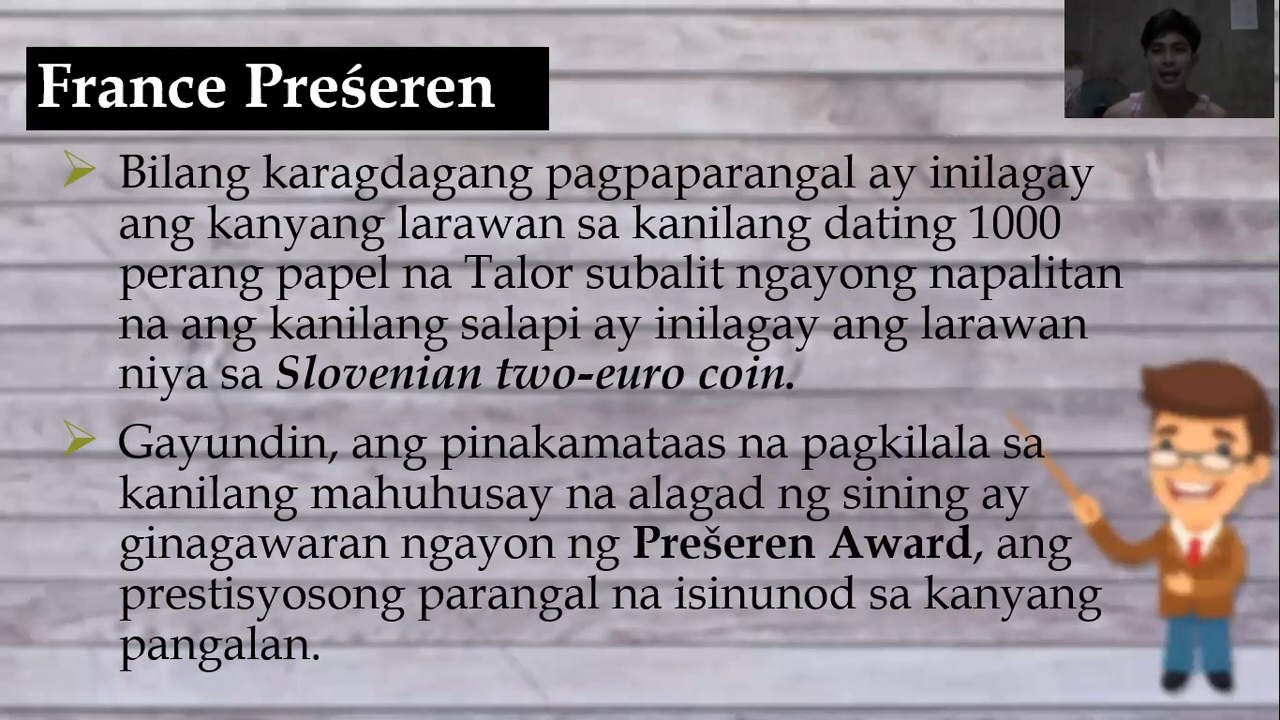 France Preśeren
Bilang karagdagang pagpaparangal ay inilagay
ang kanyang larawan sa kanilang dating 1000
perang papel na Talor subalit ngayong napalitan
na ang kanilang salapi ay inilagay ang larawan
niya sa Slovenian two-euro coin.
Gayundin, ang pinakamataas na pagkilala sa
kanilang mahuhusay na alagad ng sining ay
ginagawaran ngayon ng Prešeren Award, ang
prestisyosong parangal na isinunod sa kanyang
pangalan.